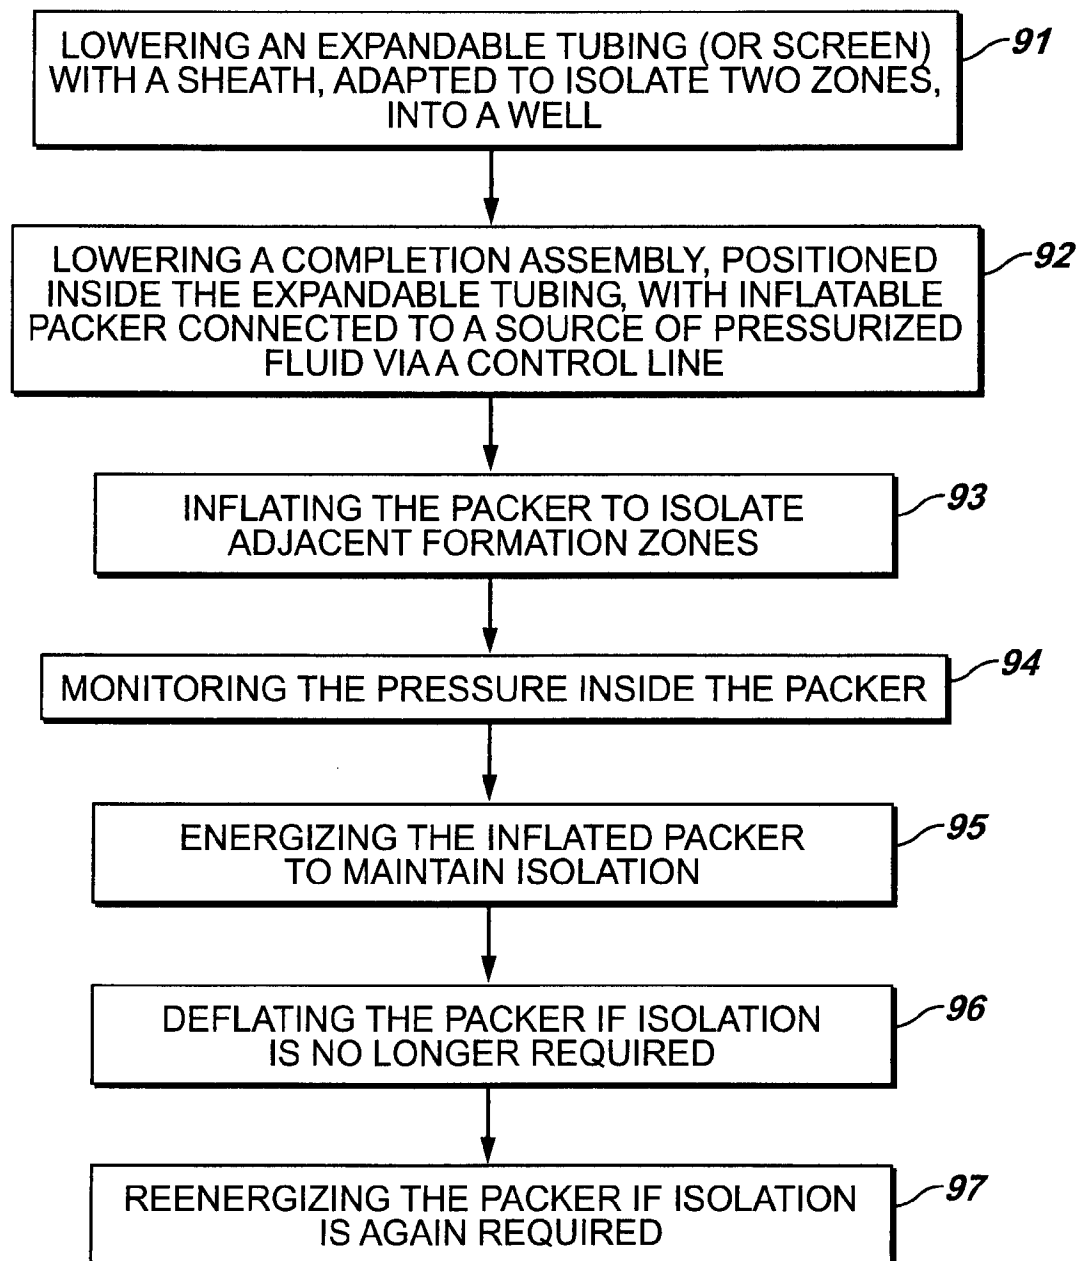 LOWERING AN EXPANDABLE TUBING (OR SCREEN)
WITH A SHEATH, ADAPTED TO ISOLATE TWO ZONES,
INTO A WELL
91
LOWERING A COMPLETION ASSEMBLY, POSITIONED
INSIDE THE EXPANDABLE TUBING, WITH INFLATABLE
PACKER CONNECTED TO A SOURCE OF PRESSURIZED
FLUID VIA A CONTROL LINE
92
INFLATING THE PACKER TO ISOLATE
ADJACENT FORMATION ZONES
93
MONITORING THE PRESSURE INSIDE THE PACKER
94
ENERGIZING THE INFLATED PACKER
TO MAINTAIN ISOLATION
95
DEFLATING THE PACKER IF ISOLATION
IS NO LONGER REQUIRED
96
REENERGIZING THE PACKER IF ISOLATION
IS AGAIN REQUIRED
97